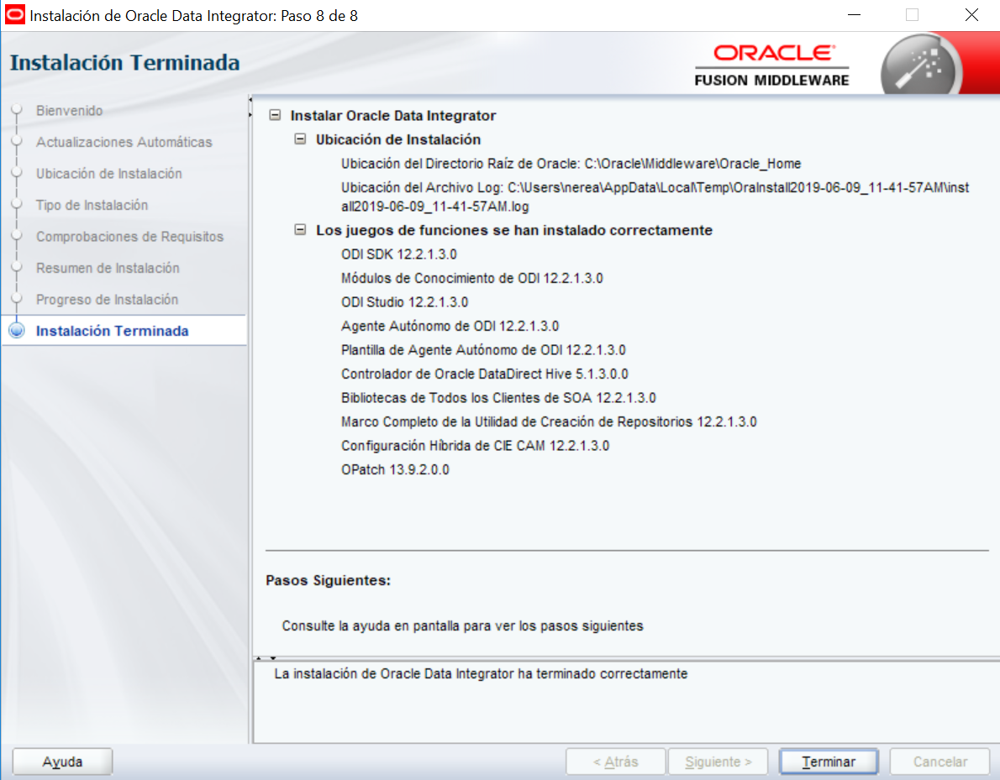 Instalación de Oracle Data Integrator: Paso 8 de 8
Instalación Terminada
ORACLE
FUSION MIDDLEWARE
Bienvenido
Actualizaciones Automáticas
Ubicación de Instalación
Tipo de Instalación
Comprobaciones de Requisitos
Resumen de Instalación
Progreso de Instalación
Instalación Terminada
Instalar Oracle Data Integrator
Ubicación de Instalación
Ubicación del Directorio Raíz de Oracle: C:\Oracle\Middleware\Oracle_Home
Ubicación del Archivo Log: C:\Users\nerea\AppData\Local\Temp\OraInstall2019-06-09_11-41-57AM\inst
all2019-06-09_11-41-57AM.log
Los juegos de funciones se han instalado correctamente
ODI SDK 12.2.1.3.0
Módulos de Conocimiento de ODI 12.2.1.3.0
ODI Studio 12.2.1.3.0
Agente Autónomo de ODI 12.2.1.3.0
Plantilla de Agente Autónomo de ODI 12.2.1.3.0
Controlador de Oracle DataDirect Hive 5.1.3.0.0
Bibliotecas de Todos los Clientes de SOA 12.2.1.3.0
Marco Completo de la Utilidad de Creación de Repositorios 12.2.1.3.0
Configuración Híbrida de CIE CAM 12.2.1.3.0
OPatch 13.9.2.0.0
Pasos Siguientes:
Consulte la ayuda en pantalla para ver los pasos siguientes
La instalación de Oracle Data Integrator ha terminado correctamente
Ayuda
< Atrás
Siguiente >
Terminar
Cancelar